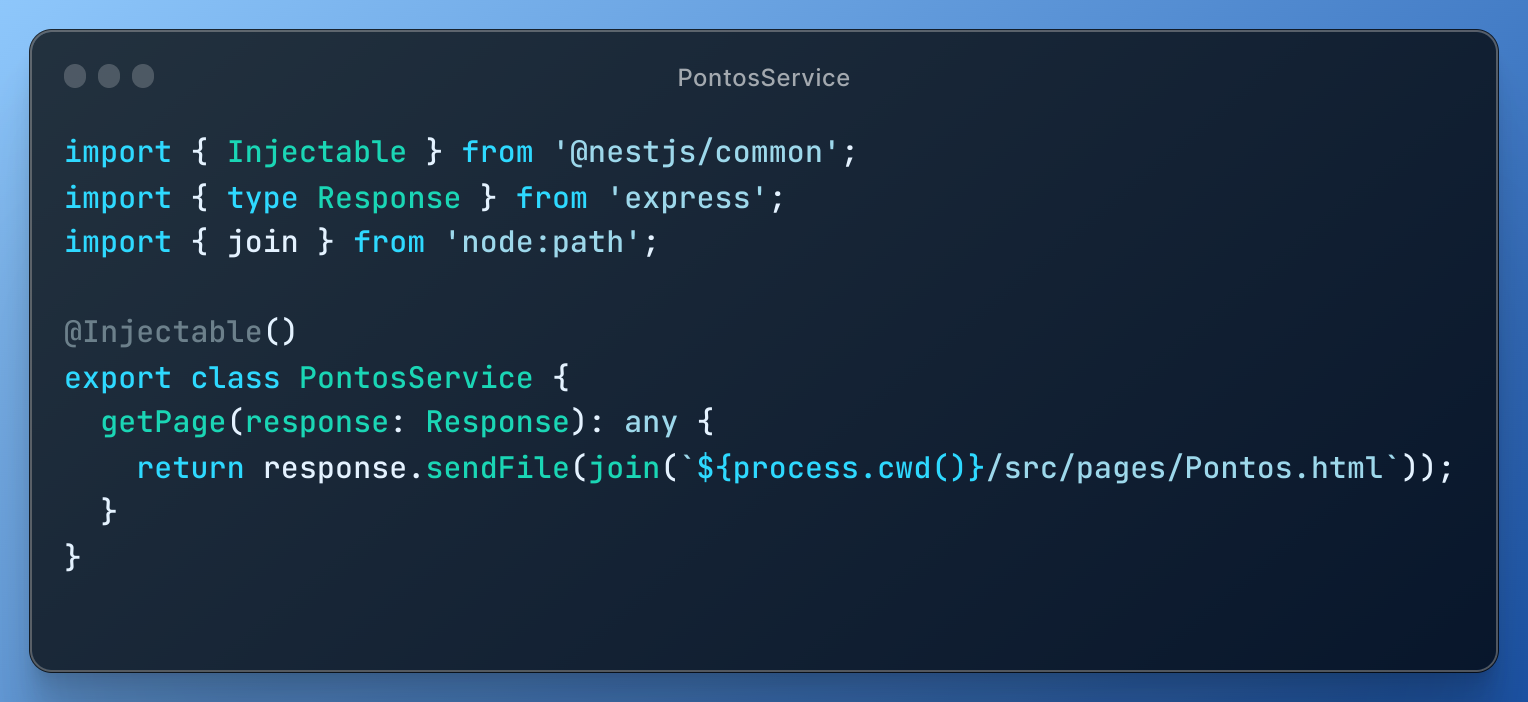 PontosService
import { Injectable } from '@nestjs/common';
import { type Response } from 'express';
import { join } from 'node:path';
@Injectable()
export class PontosService {
  getPage(response: Response): any {
    return response.sendFile(join(`${process.cwd()}/src/pages/Pontos.html`));
  }
}